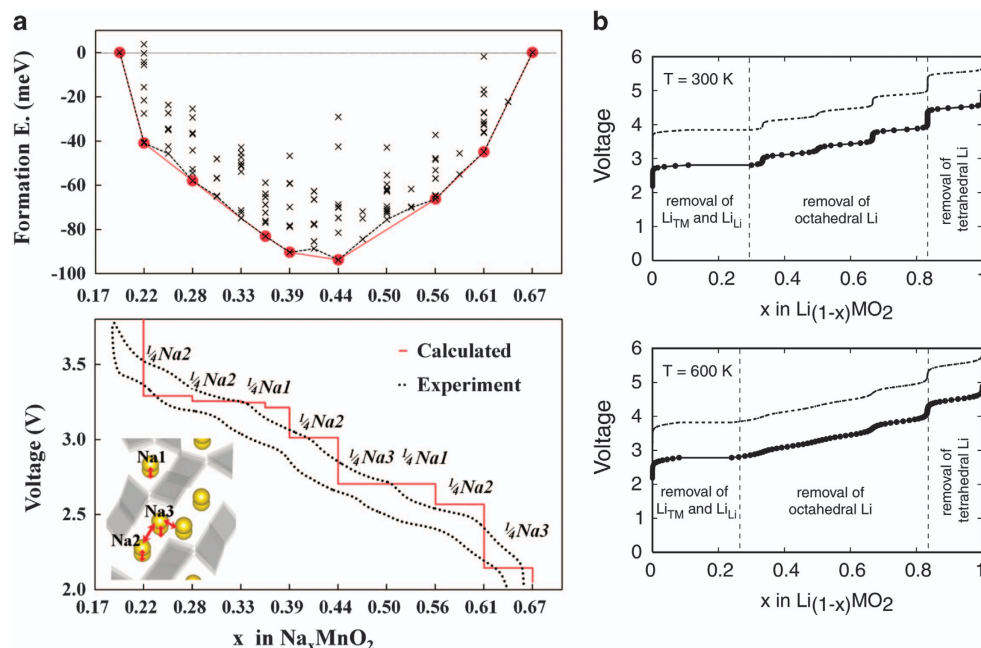 a
Formation E. (meV)
0
-20
-40
-60
-80
-100
0.17 0.22 0.28 0.33 0.39 0.44 0.50 0.56 0.61 0.67
Voltage (V)
3.5
3.0
2.5
2.0
¼Na2
¼Na2
¼Na1
¼Na2
¼Na3
¼Na1
¼Na2
¼Na3
Calculated
Experiment
Na1
Na3
Na2
0.17 0.22 0.28 0.33 0.39 0.44 0.50 0.56 0.61 0.67
x in NaₓMnO₂
b
Voltage
6
5
4
3
2
1
0
T = 300 K
removal of
Li_TM and Li_Li
removal of
octahedral Li
removal of
tetrahedral Li
0 0.2 0.4 0.6 0.8 1
x in Li₍₁₋ₓ₎MO₂
Voltage
6
5
4
3
2
1
0
T = 600 K
removal of
Li_TM and Li_Li
removal of
octahedral Li
removal of
tetrahedral Li
0 0.2 0.4 0.6 0.8 1
x in Li₍₁₋ₓ₎MO₂